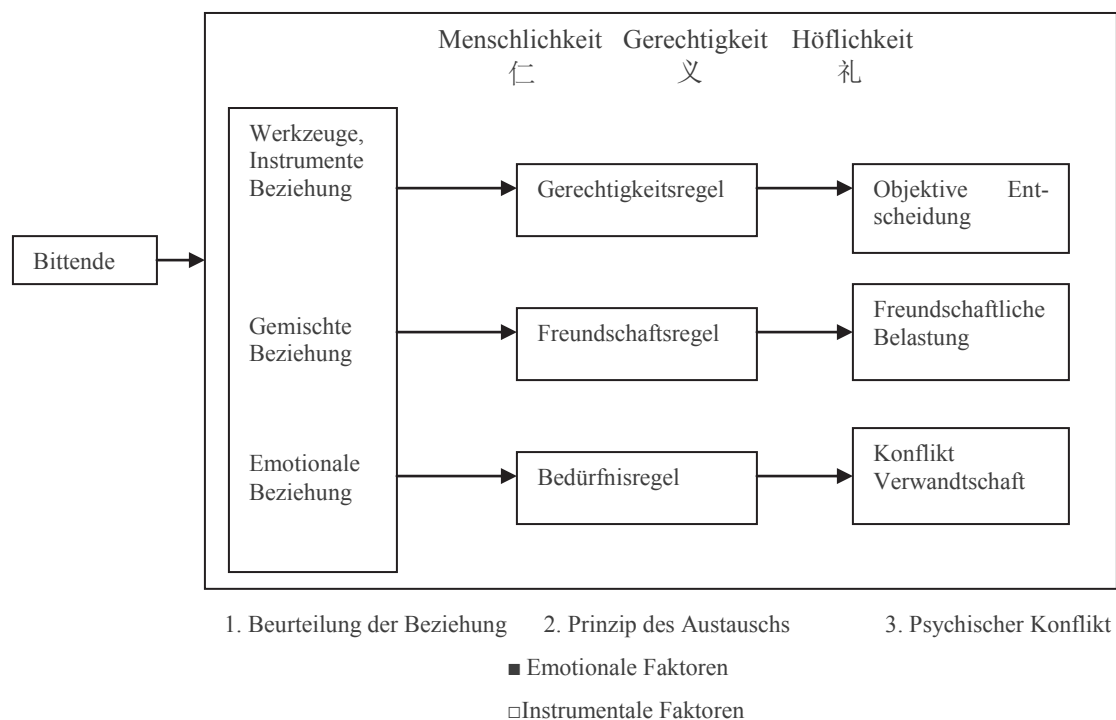 Menschlichkeit Gerechtigkeit Höflichkeit
仁 义 礼
Bittende
Werkzeuge,
Instrumente
Beziehung
Gerechtigkeitsregel
Objektive Ent-
scheidung
Gemischte
Beziehung
Freundschaftsregel
Freundschaftliche
Belastung
Emotionale
Beziehung
Bedürfnisregel
Konflikt
Verwandtschaft
1. Beurteilung der Beziehung 2. Prinzip des Austauschs 3. Psychischer Konflikt
■ Emotionale Faktoren
□Instrumentale Faktoren